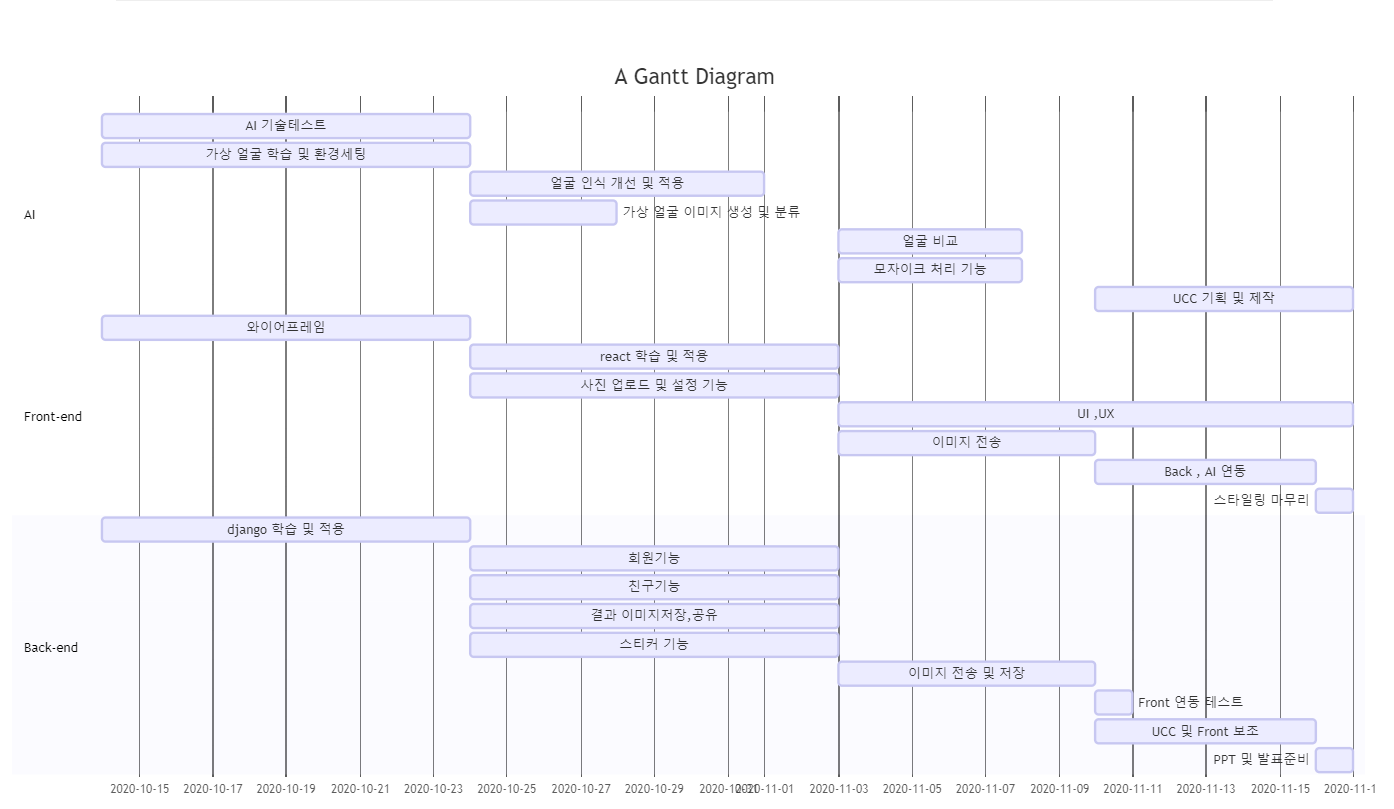 A Gantt Diagram
AI 기술테스트
가상 얼굴 학습 및 환경세팅
얼굴 인식 개선 및 적용
가상 얼굴 이미지 생성 및 분류
AI
얼굴 비교
모자이크 처리 기능
UCC 기획 및 제작
와이어프레임
react 학습 및 적용
사진 업로드 및 설정 기능
Front-end
UI ,UX
이미지 전송
Back , AI 연동
스타일링 마무리
django 학습 및 적용
회원기능
친구기능
결과 이미지저장,공유
Back-end
스티커 기능
이미지 전송 및 저장
Front 연동 테스트
UCC 및 Front 보조
PPT 및 발표준비
2020-10-15 2020-10-17 2020-10-19 2020-10-21 2020-10-23 2020-10-25 2020-10-27 2020-10-29 2020-10-31 2020-11-01 2020-11-03 2020-11-05 2020-11-07 2020-11-09 2020-11-11 2020-11-13 2020-11-15 2020-11-1